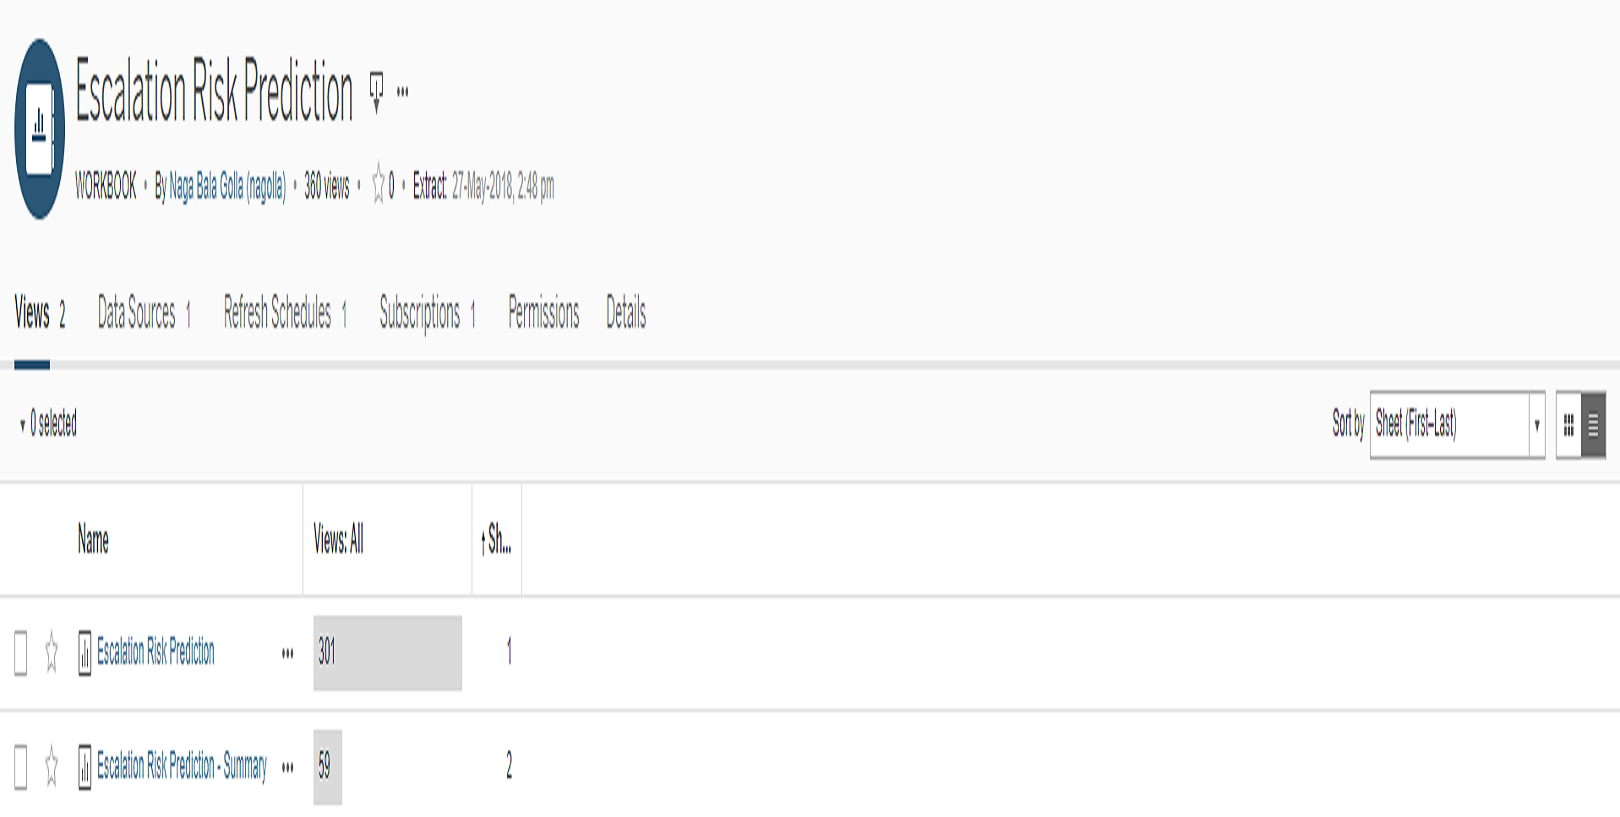 Escalation Risk Prediction ...
WORKBOOK • By Naga Bala Golla (nagolla) • 360 views • 0 • Extract: 27-May-2018, 2:48 pm
Views 2 Data Sources 1 Refresh Schedules 1 Subscriptions 1 Permissions Details
0 selected Sort by Sheet (First–Last)
Name Views: All ↑ Sh...
Escalation Risk Prediction ... 301 1
Escalation Risk Prediction - Summary ... 59 2